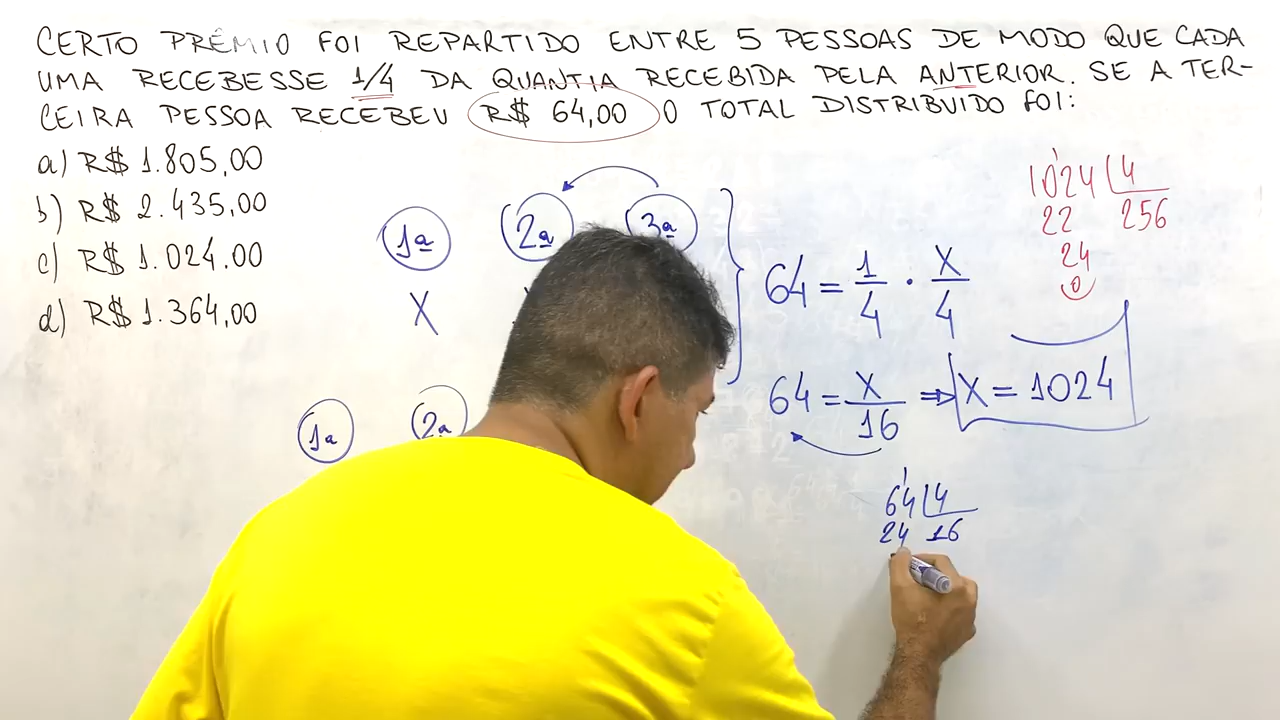 CERTO PRÊMIO FOI REPARTIDO ENTRE 5 PESSOAS DE MODO QUE CADA
UMA RECEBESSE 1/4 DA QUANTIA RECEBIDA PELA ANTERIOR. SE A TER-
CEIRA PESSOA RECEBEU R$ 64,00 O TOTAL DISTRIBUIDO FOI:
a) R$ 1.805,00
b) R$ 2.435,00
c) R$ 1.024,00
d) R$ 1.364,00
1ª 2ª 3ª
X
64 = 1/4 · X/4
64 = X/16 ⇒ X = 1024
1024 4
22 256
24
0
1ª 2ª
64 4
24 16